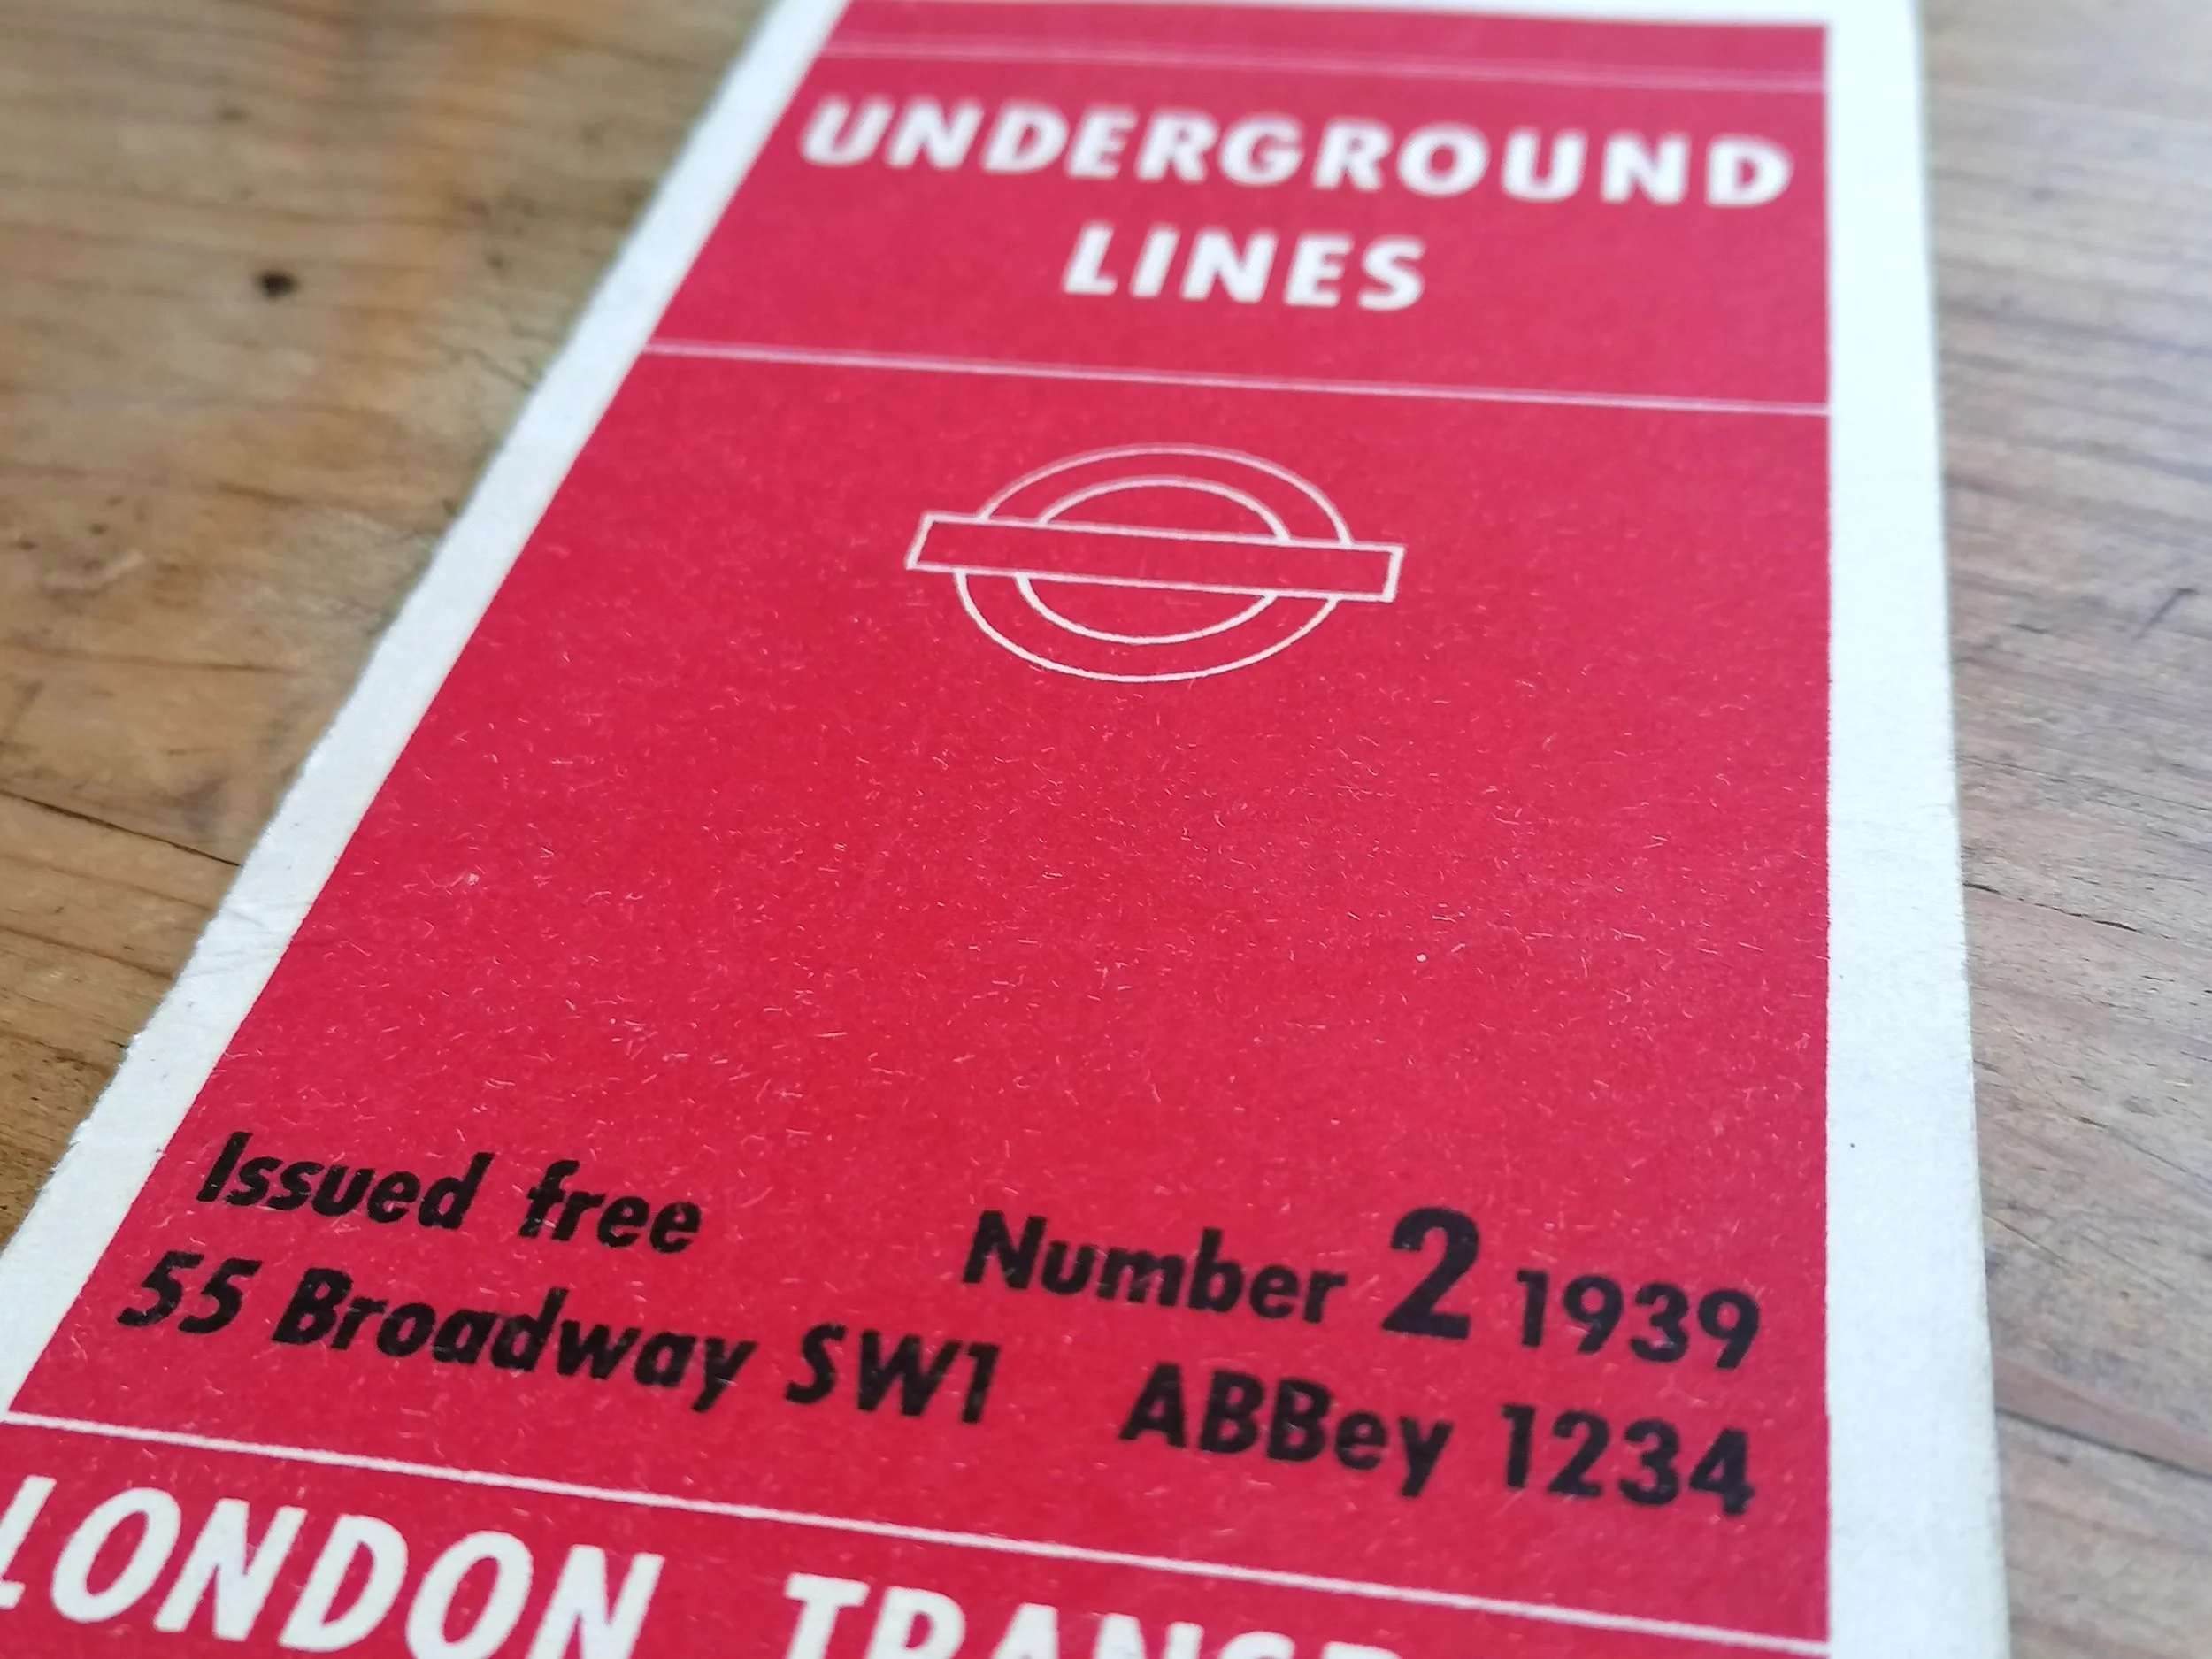 UNDERGROUND
LINES
Issued free Number 2 1939
55 Broadway SW1 ABBey 1234
LONDON